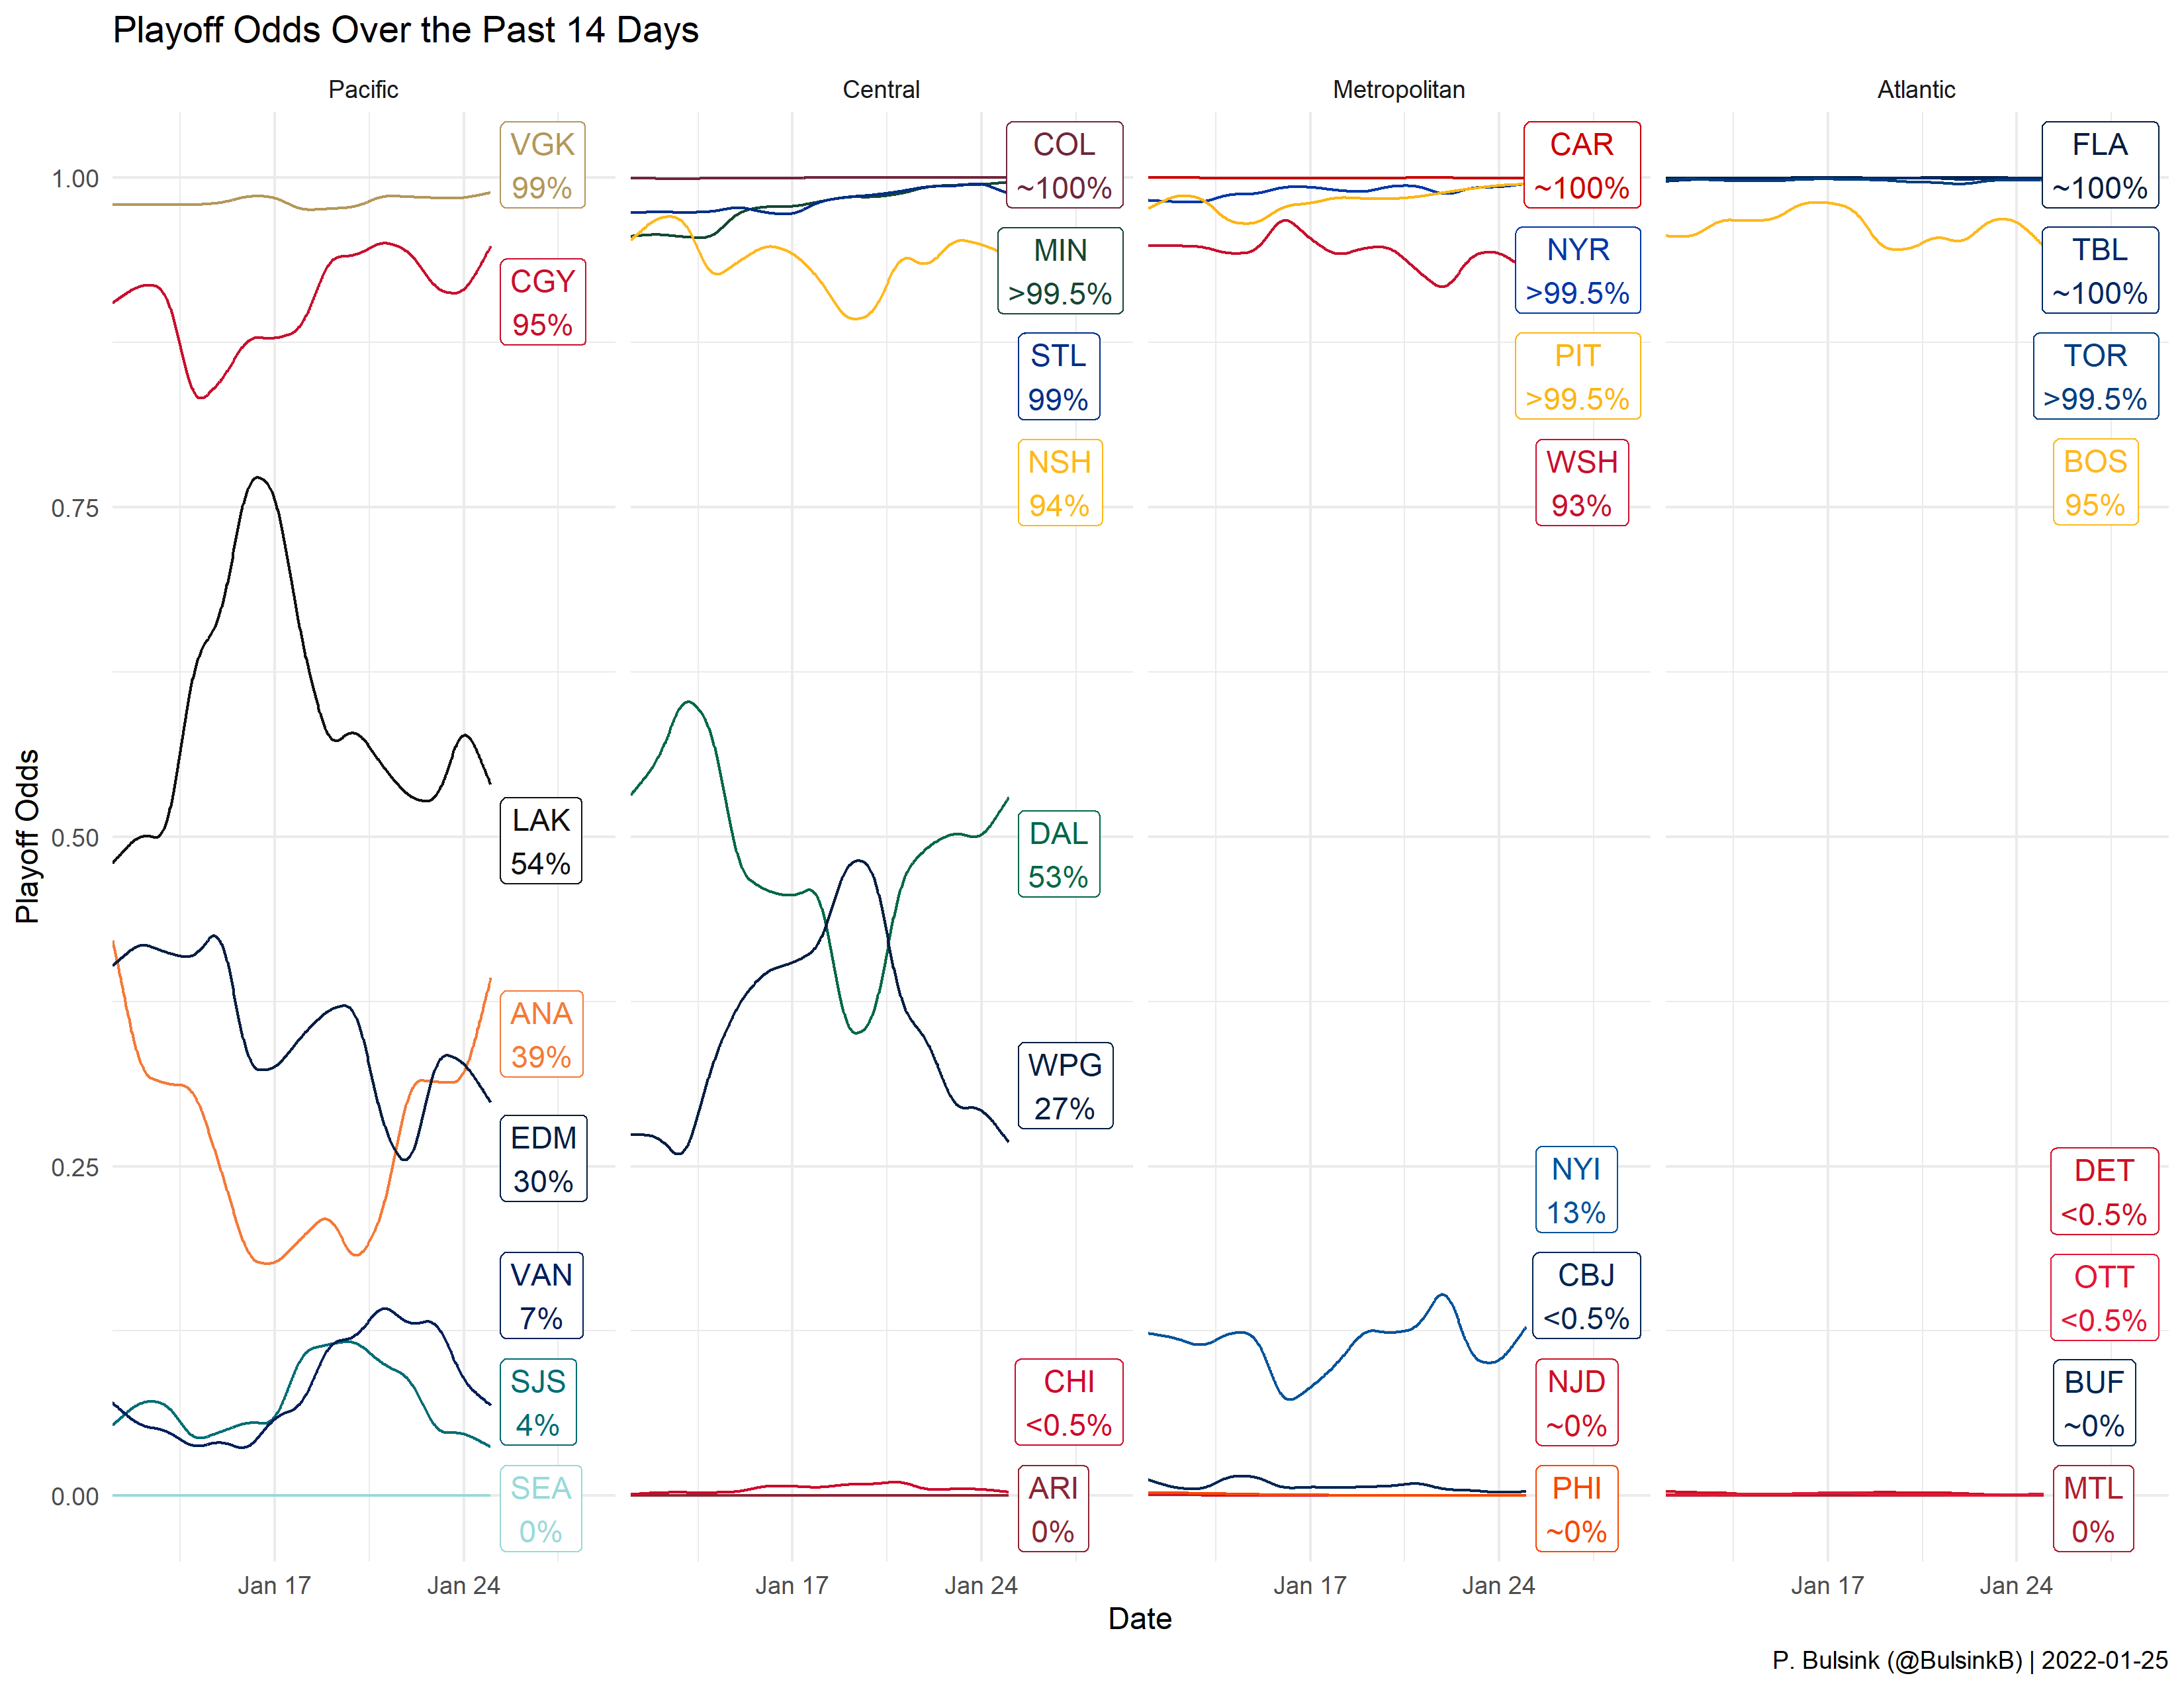 Playoff Odds Over the Past 14 Days
Pacific
Central
Metropolitan
Atlantic
Playoff Odds
1.00
0.75
0.50
0.25
0.00
VGK
99%
CGY
95%
LAK
54%
ANA
39%
EDM
30%
VAN
7%
SJS
4%
SEA
0%
COL
~100%
MIN
>99.5%
STL
99%
NSH
94%
DAL
53%
WPG
27%
CHI
<0.5%
ARI
0%
CAR
~100%
NYR
>99.5%
PIT
>99.5%
WSH
93%
NYI
13%
CBJ
<0.5%
NJD
~0%
PHI
~0%
FLA
~100%
TBL
~100%
TOR
>99.5%
BOS
95%
DET
<0.5%
OTT
<0.5%
BUF
~0%
MTL
0%
Jan 17
Jan 24
Jan 17
Jan 24
Jan 17
Jan 24
Jan 17
Jan 24
Date
P. Bulsink (@BulsinkB) | 2022-01-25